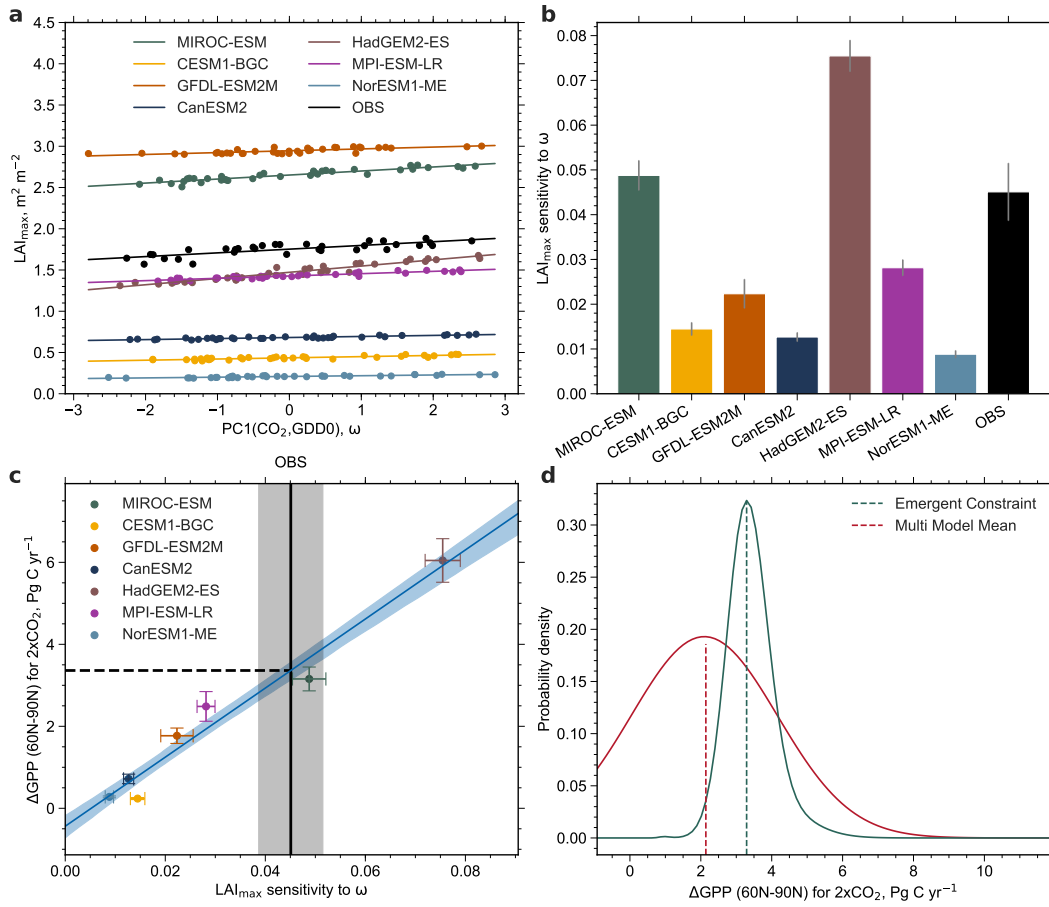 a
4.5
4.0
3.5
3.0
2.5
2.0
1.5
1.0
0.5
0.0
LAImax, m² m⁻²
MIROC-ESM
CESM1-BGC
GFDL-ESM2M
CanESM2
HadGEM2-ES
MPI-ESM-LR
NorESM1-ME
OBS
−3 −2 −1 0 1 2 3
PC1(CO₂,GDD0), ω
b
0.08
0.07
0.06
0.05
0.04
0.03
0.02
0.01
0.00
LAImax sensitivity to ω
MIROC-ESM
CESM1-BGC
GFDL-ESM2M
CanESM2
HadGEM2-ES
MPI-ESM-LR
NorESM1-ME
OBS
c
OBS
6
4
2
0
ΔGPP (60N-90N) for 2xCO₂, Pg C yr⁻¹
MIROC-ESM
CESM1-BGC
GFDL-ESM2M
CanESM2
HadGEM2-ES
MPI-ESM-LR
NorESM1-ME
0.00 0.02 0.04 0.06 0.08
LAImax sensitivity to ω
d
0.30
0.25
0.20
0.15
0.10
0.05
0.00
Probability density
Emergent Constraint
Multi Model Mean
0 2 4 6 8 10
ΔGPP (60N-90N) for 2xCO₂, Pg C yr⁻¹